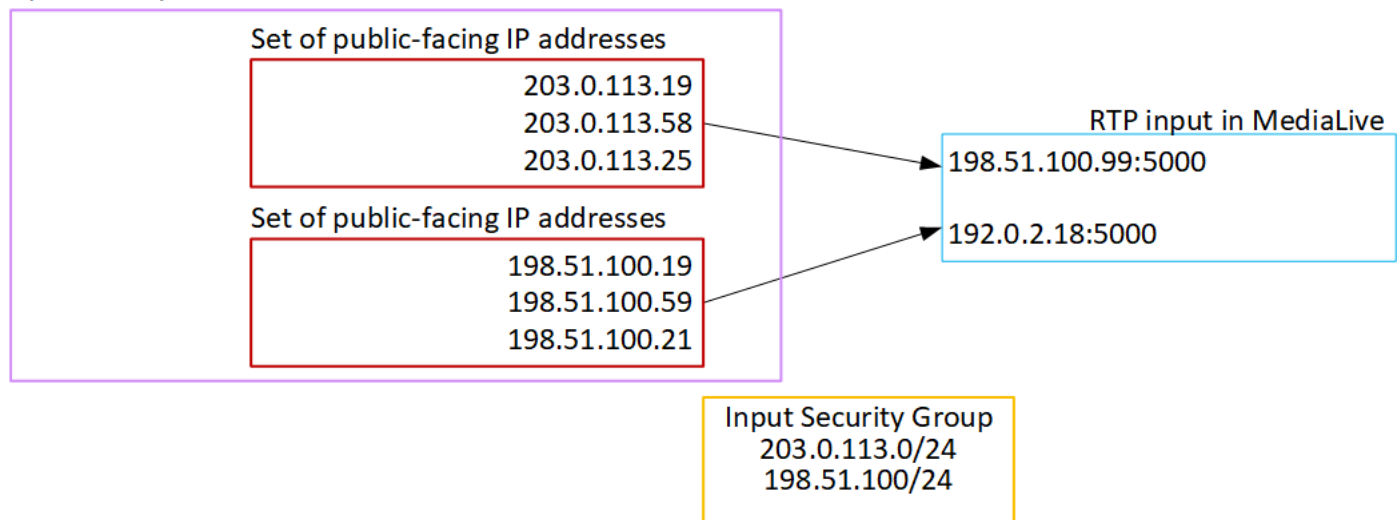 Set of public-facing IP addresses
203.0.113.19
203.0.113.58
203.0.113.25
Set of public-facing IP addresses
198.51.100.19
198.51.100.59
198.51.100.21
RTP input in MediaLive
198.51.100.99:5000
192.0.2.18:5000
Input Security Group
203.0.113.0/24
198.51.100/24